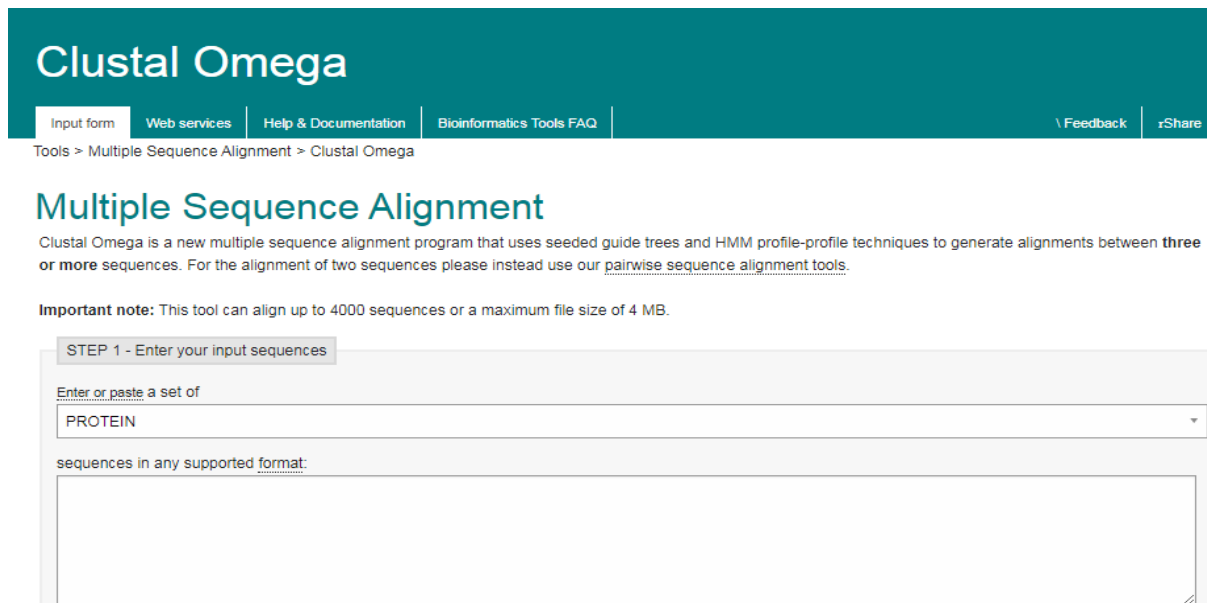 Clustal Omega
Input form Web services Help & Documentation Bioinformatics Tools FAQ \ Feedback rShare
Tools > Multiple Sequence Alignment > Clustal Omega
Multiple Sequence Alignment
Clustal Omega is a new multiple sequence alignment program that uses seeded guide trees and HMM profile-profile techniques to generate alignments between three
or more sequences. For the alignment of two sequences please instead use our pairwise sequence alignment tools.
Important note: This tool can align up to 4000 sequences or a maximum file size of 4 MB.
STEP 1 - Enter your input sequences
Enter or paste a set of
PROTEIN
sequences in any supported format: